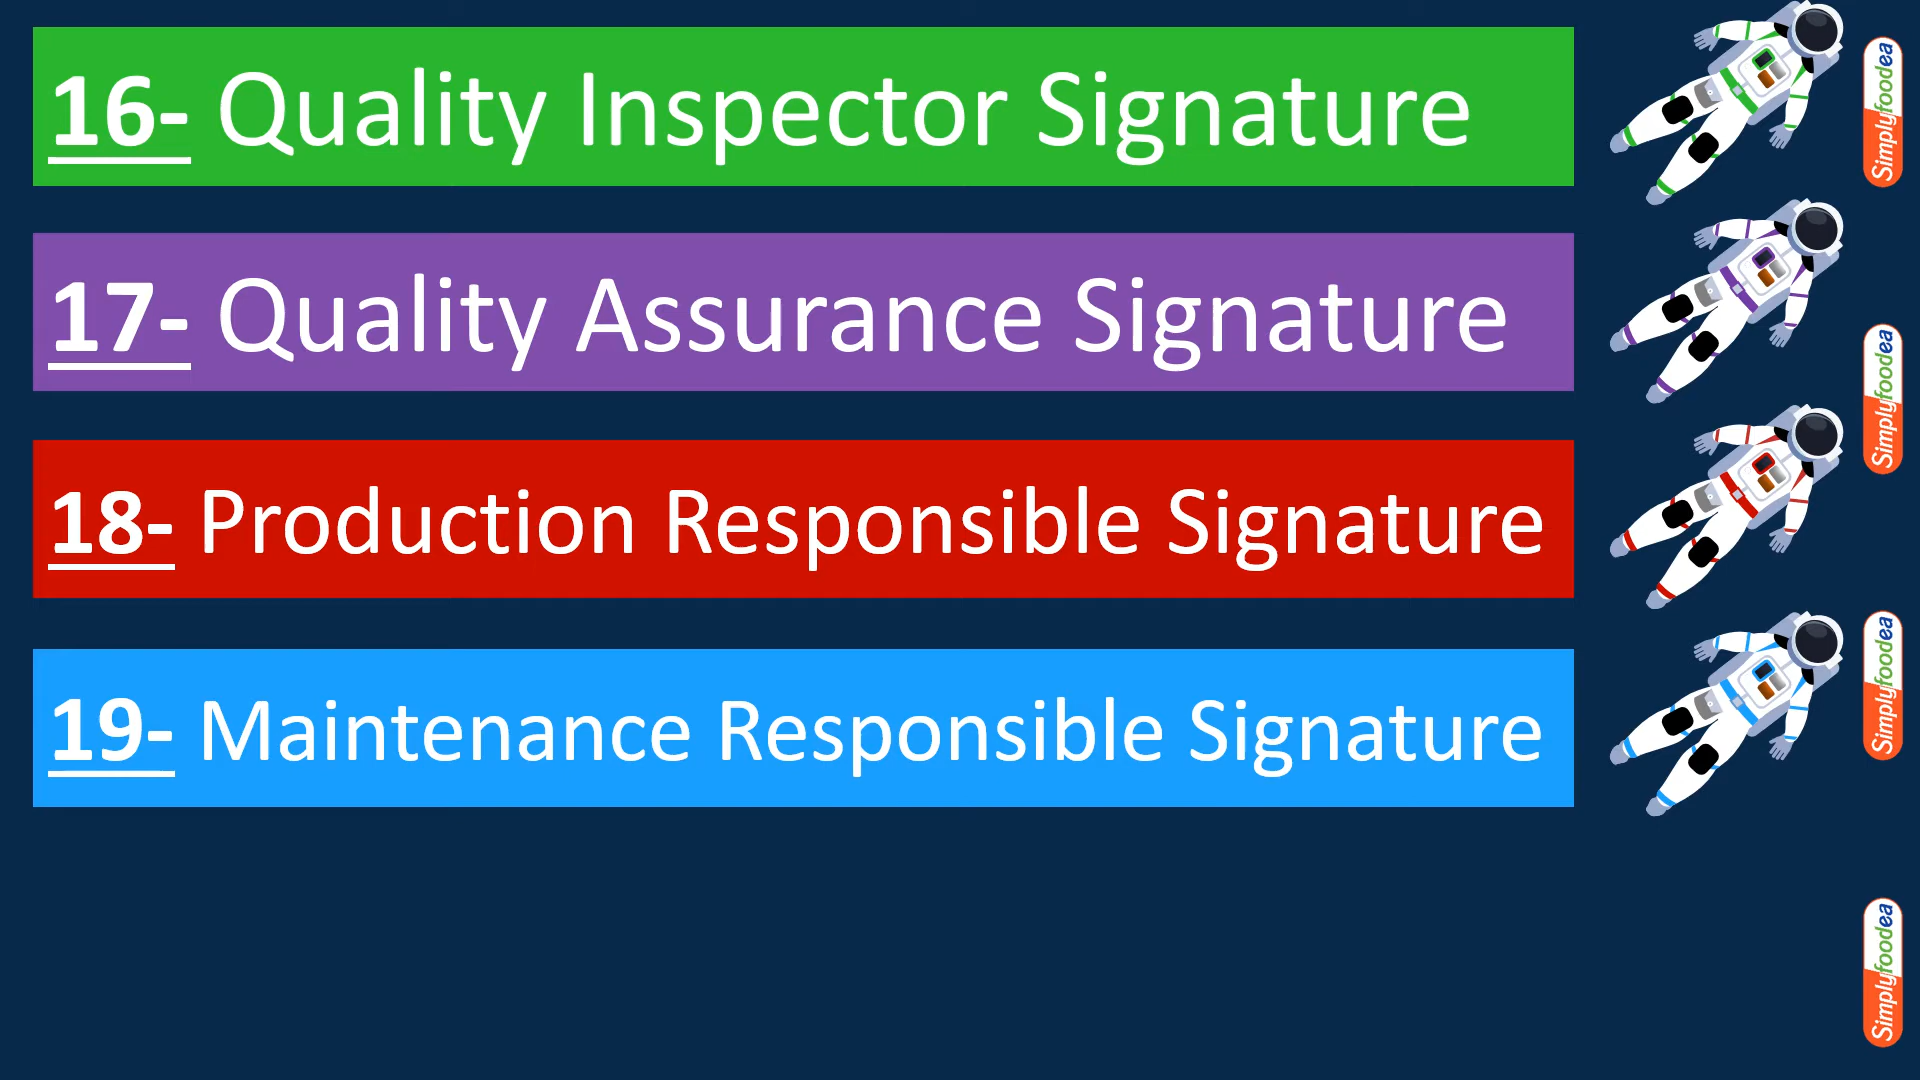 16- Quality Inspector Signature
17- Quality Assurance Signature
18- Production Responsible Signature
19- Maintenance Responsible Signature
Simplyfoodea
Simplyfoodea
Simplyfoodea
Simplyfoodea